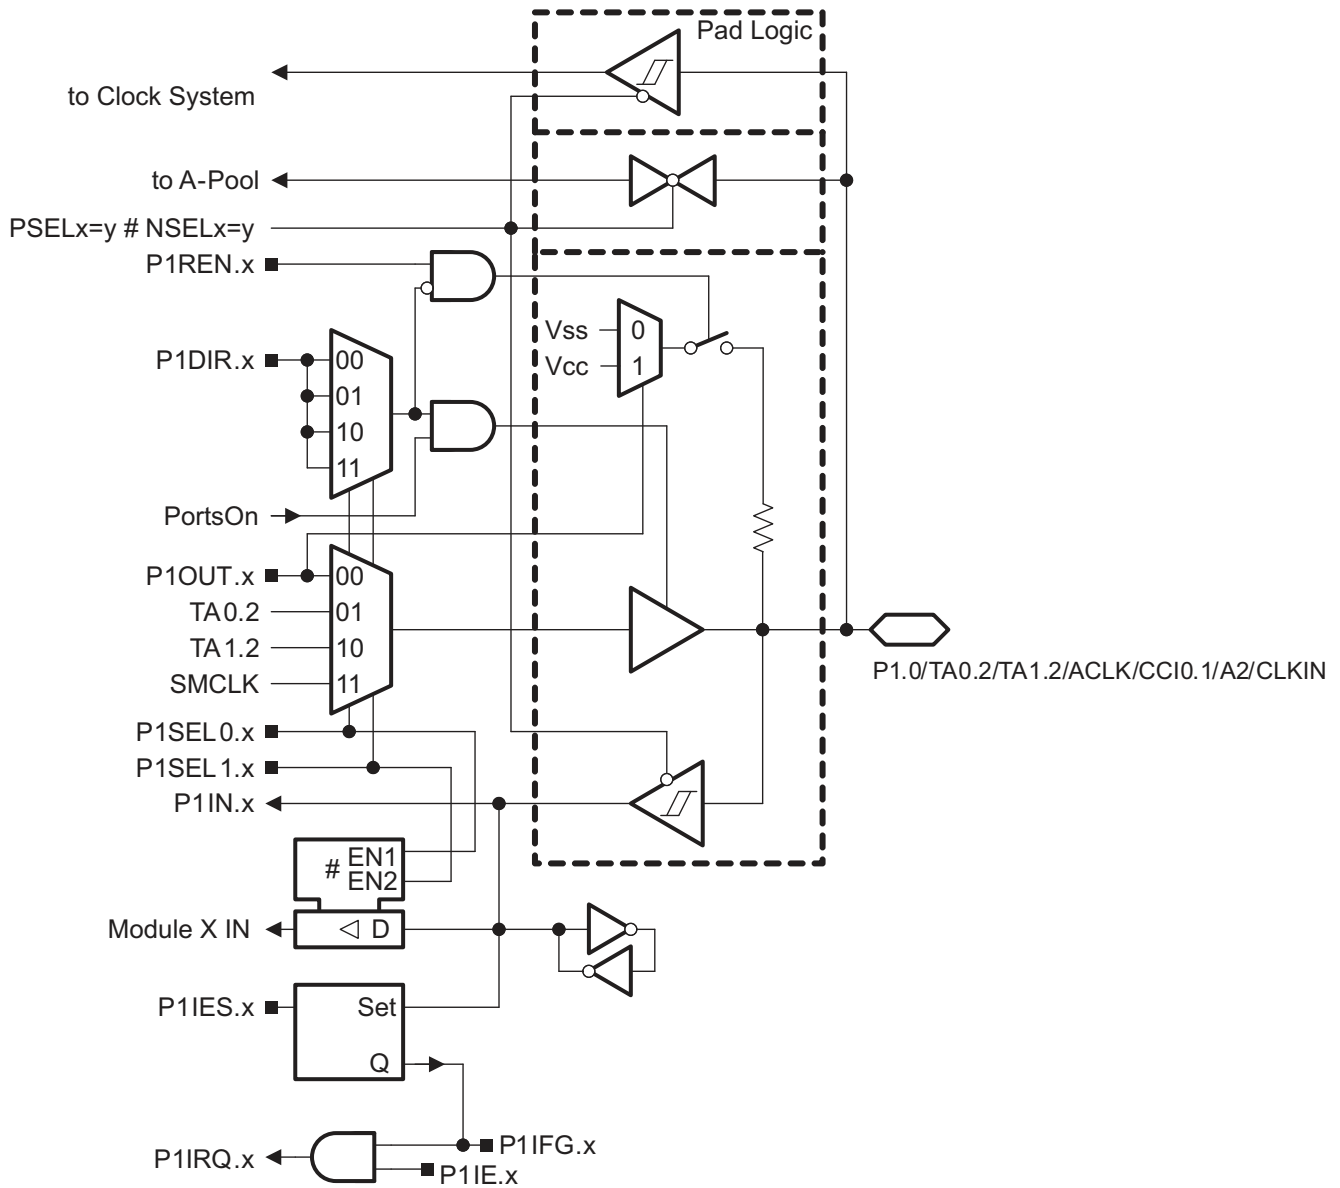 Pad Logic
to Clock System
to A-Pool
PSELx=y # NSELx=y
P1REN.x
Vss
0
Vcc
1
P1DIR.x
00
01
10
11
PortsOn
P1OUT.x
00
TA0.2
01
TA1.2
10
SMCLK
11
P1.0/TA0.2/TA1.2/ACLK/CCI0.1/A2/CLKIN
P1SEL0.x
P1SEL1.x
P1IN.x
# EN1
EN2
Module X IN
D
P1IES.x
Set
Q
P1IRQ.x
P1IFG.x
P1IE.x